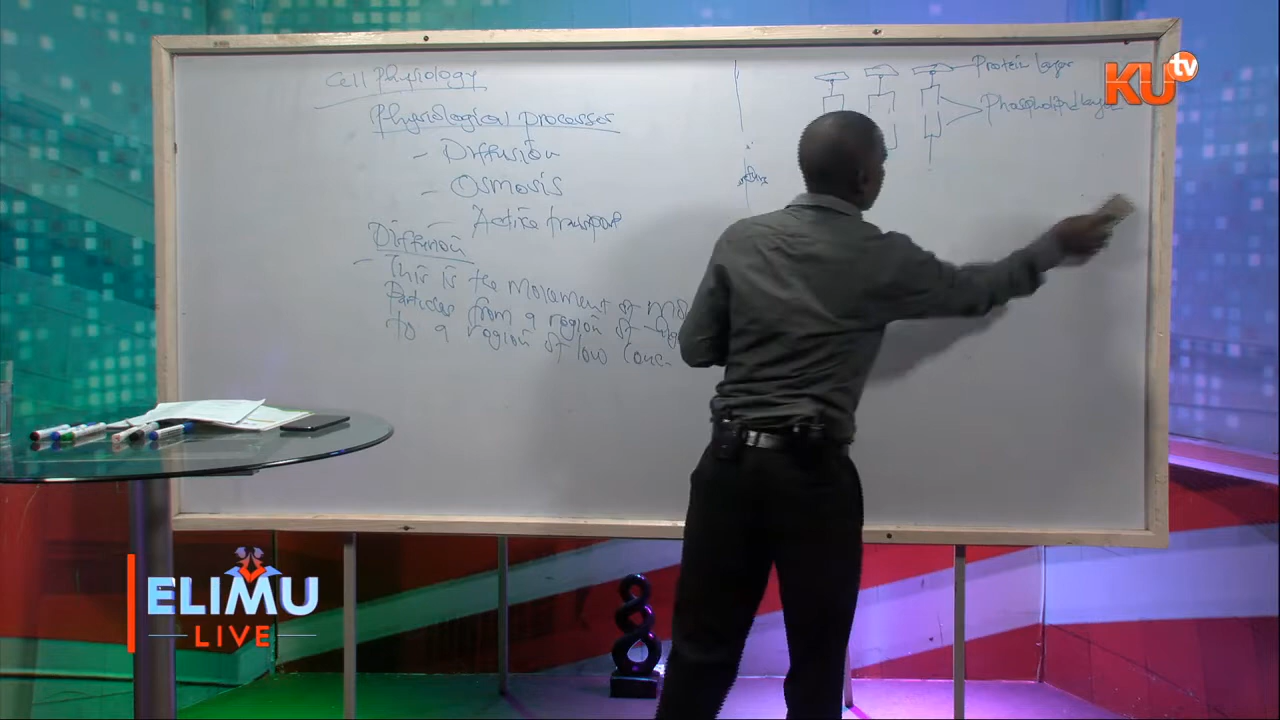 Cell Physiology
Physiological processes
- Diffusion
- Osmosis
- Active transport
Diffusion
- This is the movement of
Particles from a region of
to a region of low Conc.
Protein Layer
Phospholipid Layer
KU tv
ELIMU
LIVE